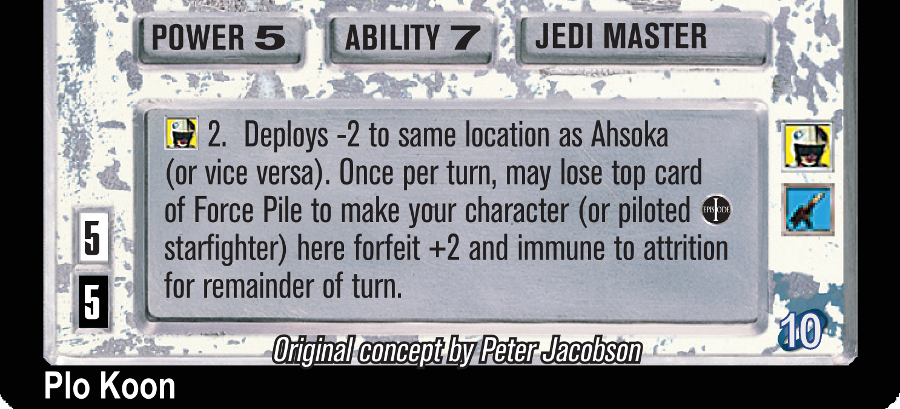 POWER 5 ABILITY 7 JEDI MASTER
2. Deploys -2 to same location as Ahsoka
(or vice versa). Once per turn, may lose top card
of Force Pile to make your character (or piloted EPISODE I
starfighter) here forfeit +2 and immune to attrition
for remainder of turn.
5
5
10
Original concept by Peter Jacobson
Plo Koon